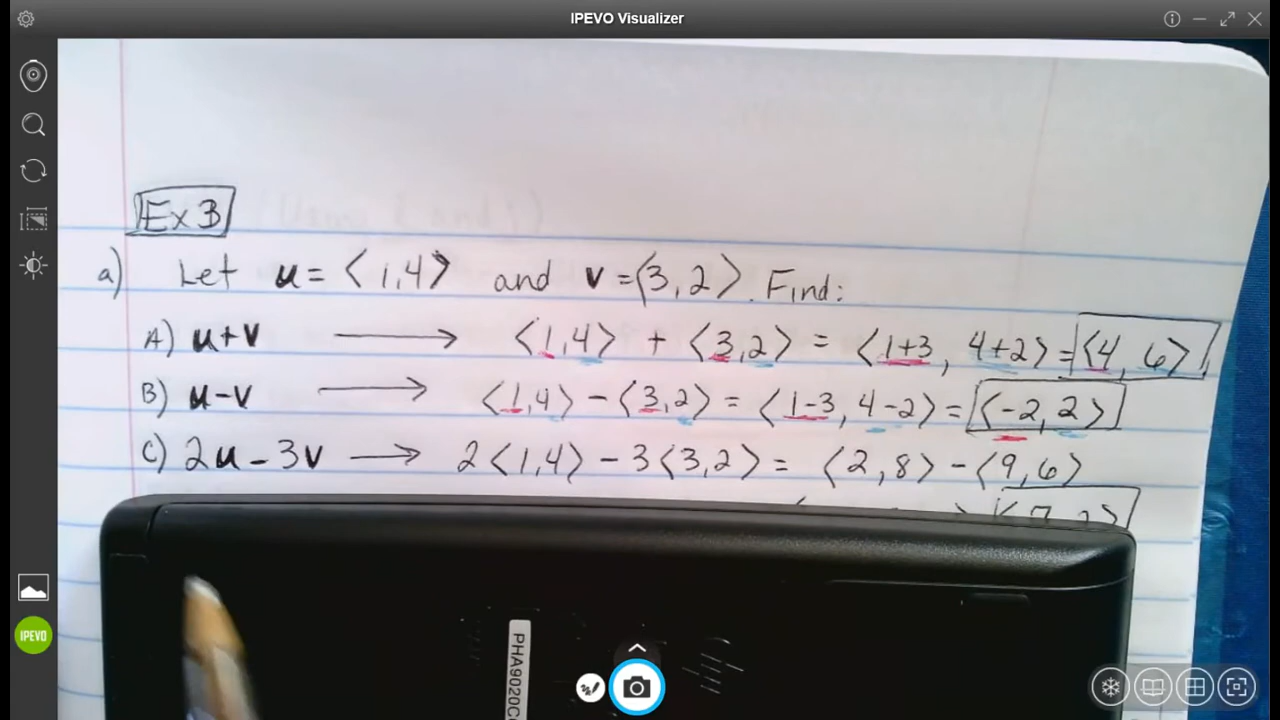 IPEVO Visualizer
Ex 3
a) Let u = ⟨1,4⟩ and v = ⟨3,2⟩. Find:
A) u+v ⟶ ⟨1,4⟩ + ⟨3,2⟩ = ⟨1+3, 4+2⟩ = ⟨4, 6⟩
B) u-v ⟶ ⟨1,4⟩ - ⟨3,2⟩ = ⟨1-3, 4-2⟩ = ⟨-2, 2⟩
C) 2u-3v ⟶ 2⟨1,4⟩ - 3⟨3,2⟩ = ⟨2,8⟩ - ⟨9,6⟩
IPEVO